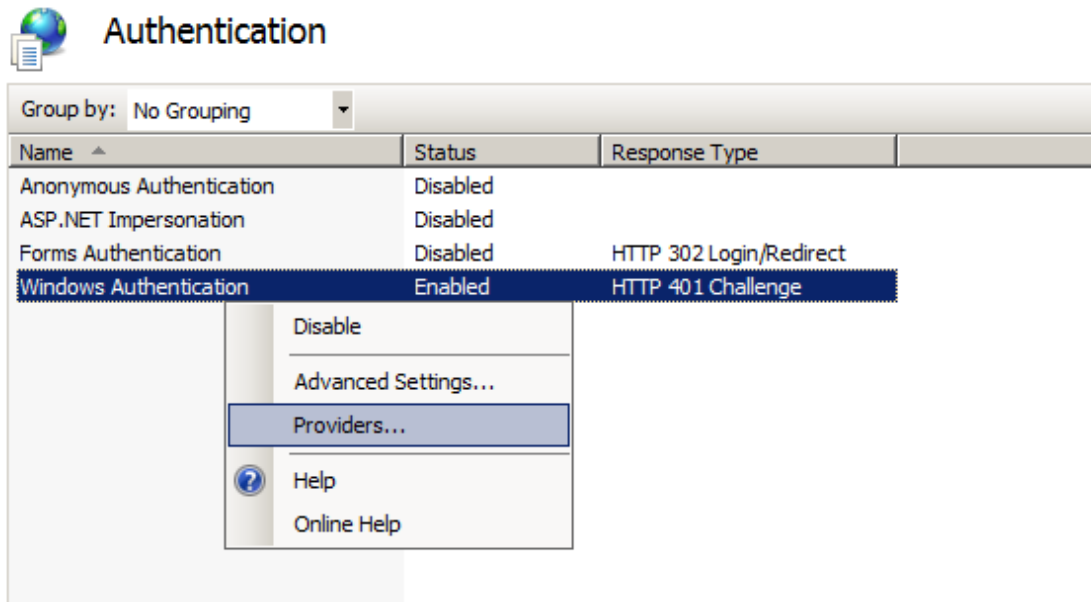 Authentication
Group by: No Grouping
Name Status Response Type
Anonymous Authentication Disabled
ASP.NET Impersonation Disabled
Forms Authentication Disabled HTTP 302 Login/Redirect
Windows Authentication Enabled HTTP 401 Challenge
Disable
Advanced Settings...
Providers...
Help
Online Help